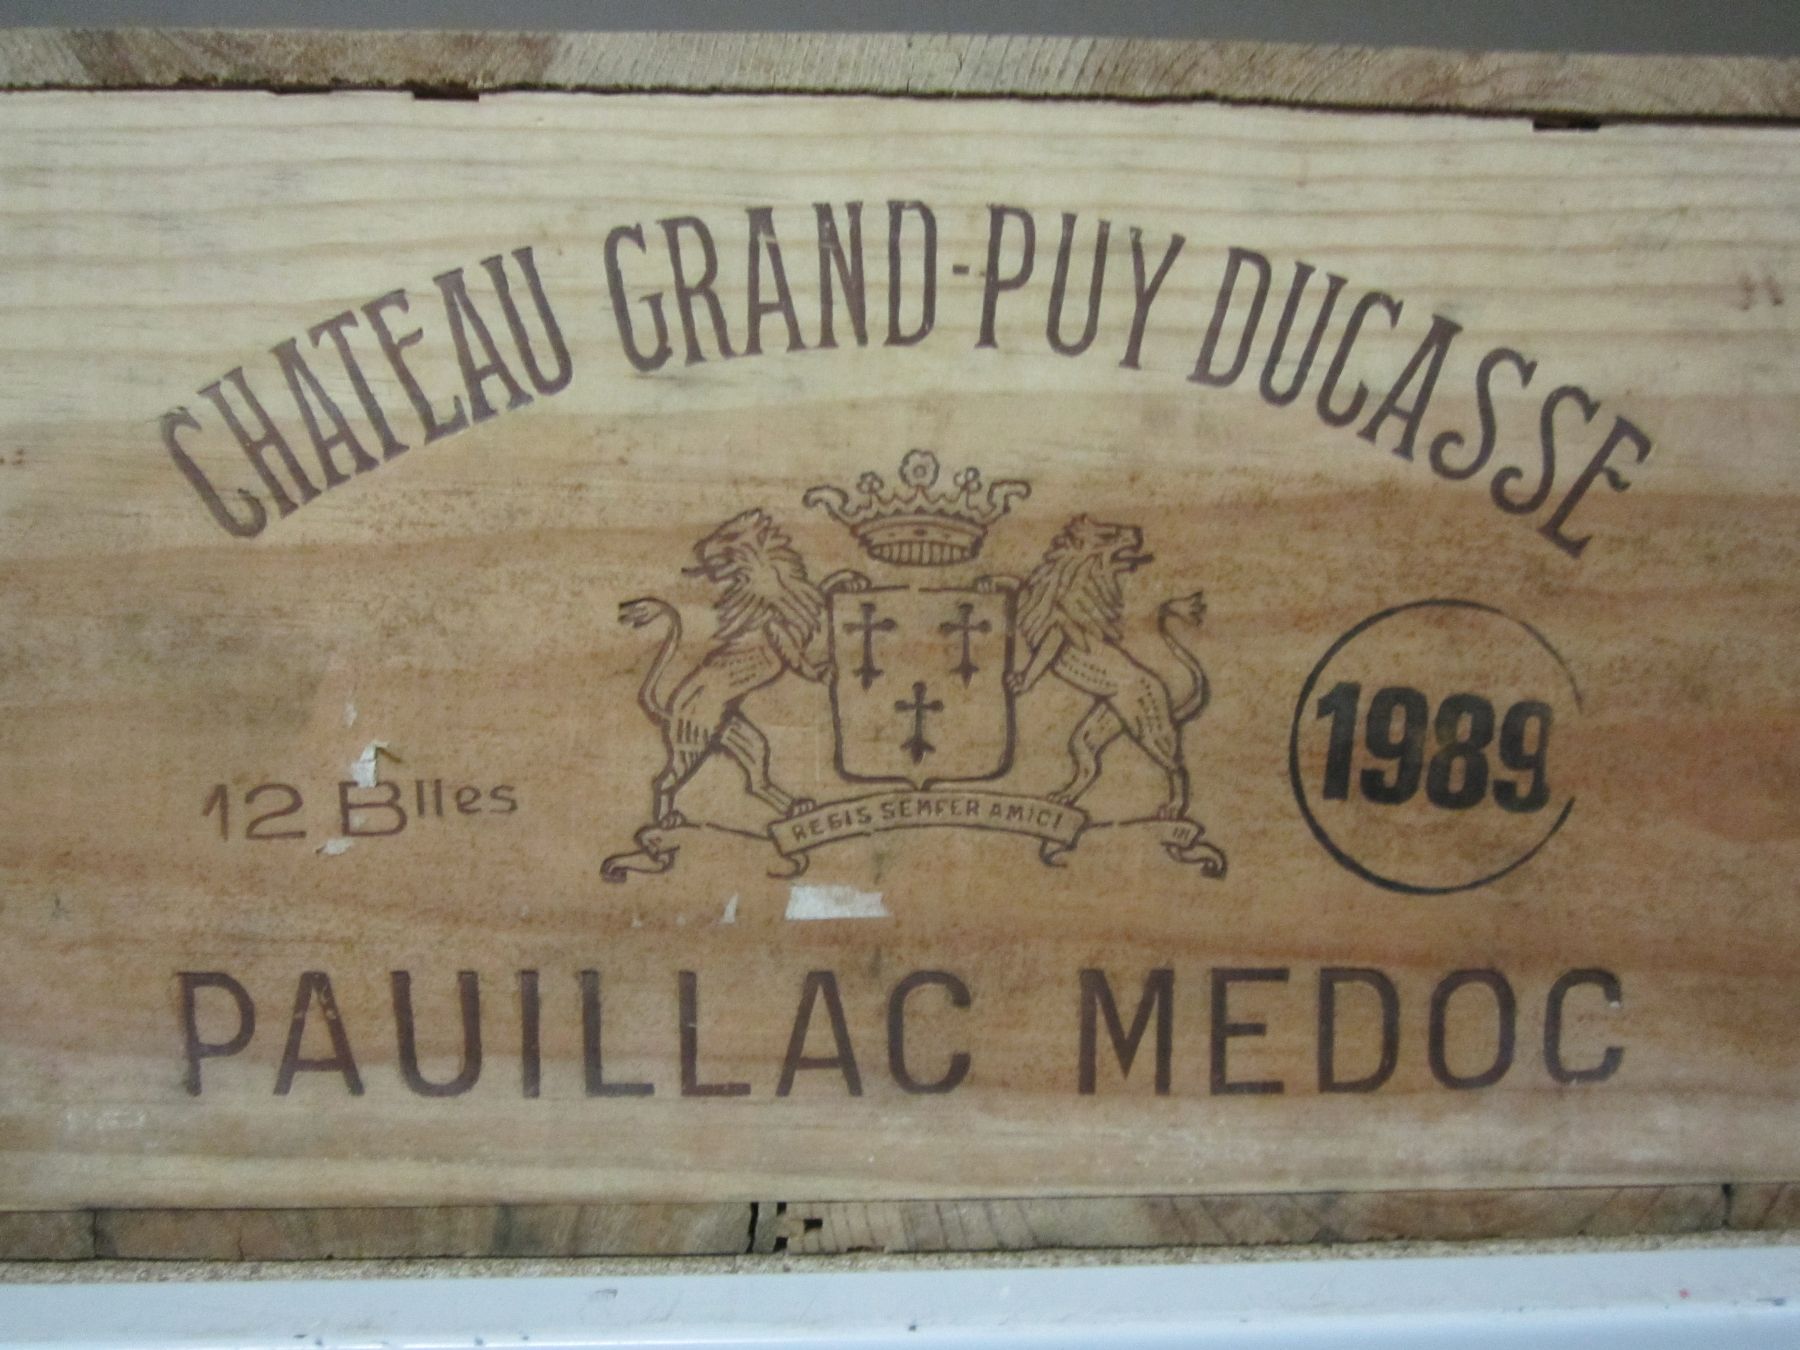 CHATEAU GRAND-PUY DUCASSE
12 Blles
REGIS SEMPER AMICI
1989
PAUILLAC MEDOC